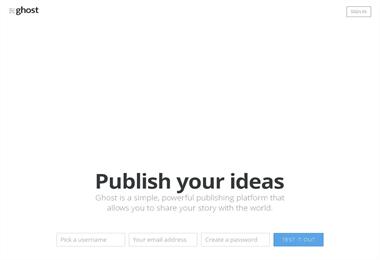 ghost
SIGN IN
Publish your ideas
Ghost is a simple, powerful publishing platform that
allows you to share your story with the world.
Pick a username
Your email address
Create a password
TEST IT OUT